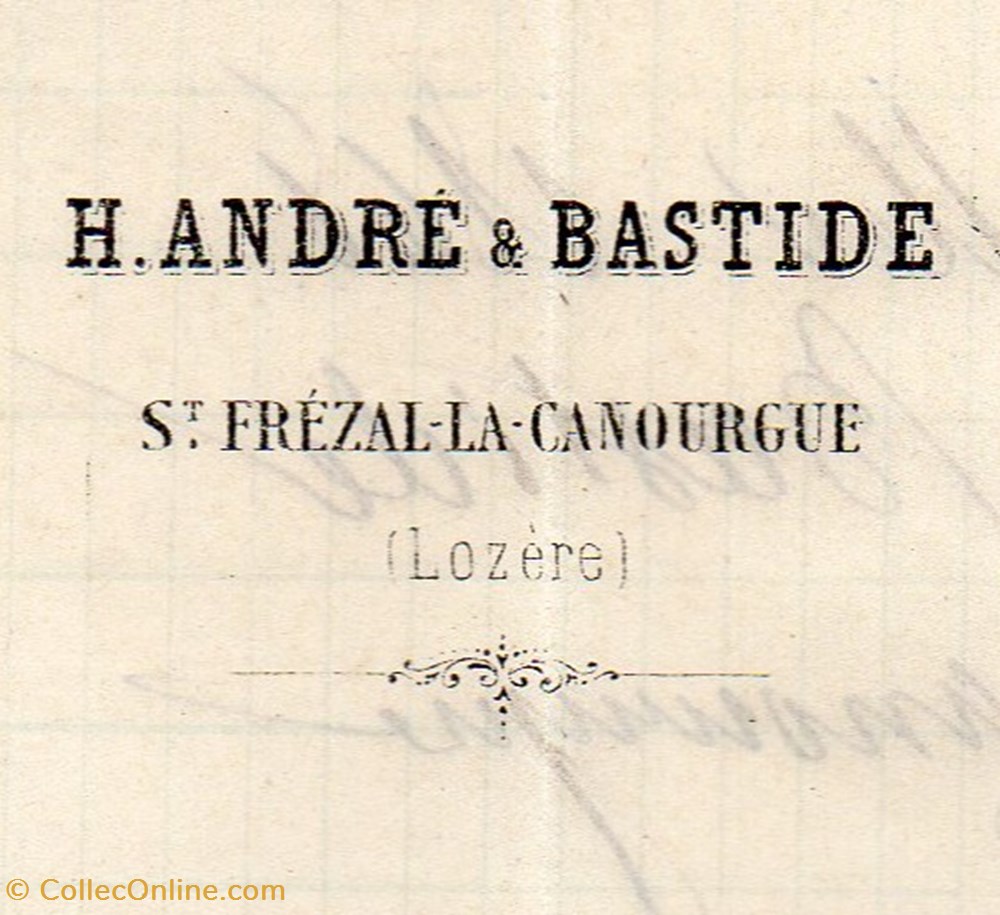 H. ANDRÉ & BASTIDE
ST. FRÉZAL-LA-CANOURGUE
(Lozère)
© CollecOnline.com